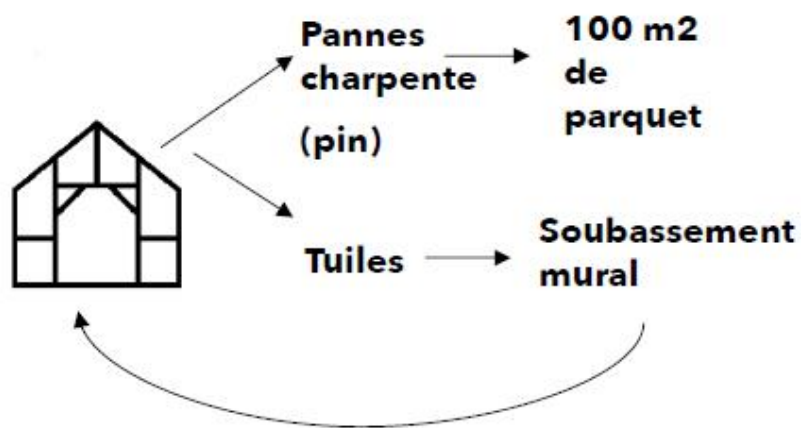 Pannes
charpente
(pin)
100 m2
de
parquet
Tuiles
Soubassement
mural